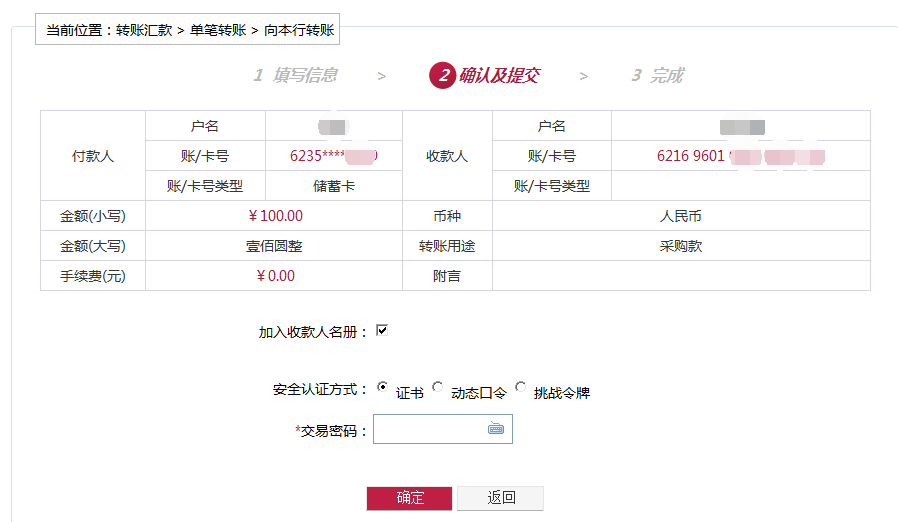 当前位置：转账汇款 > 单笔转账 > 向本行转账
1 填写信息 > 2 确认及提交 > 3 完成
付款人 户名 收款人 户名
账/卡号 6235**** 账/卡号 6216 9601
账/卡号类型 储蓄卡 账/卡号类型
金额(小写) ￥100.00 币种 人民币
金额(大写) 壹佰圆整 转账用途 采购款
手续费(元) ￥0.00 附言
加入收款人名册：
安全认证方式： 证书 动态口令 挑战令牌
*交易密码：
确定 返回